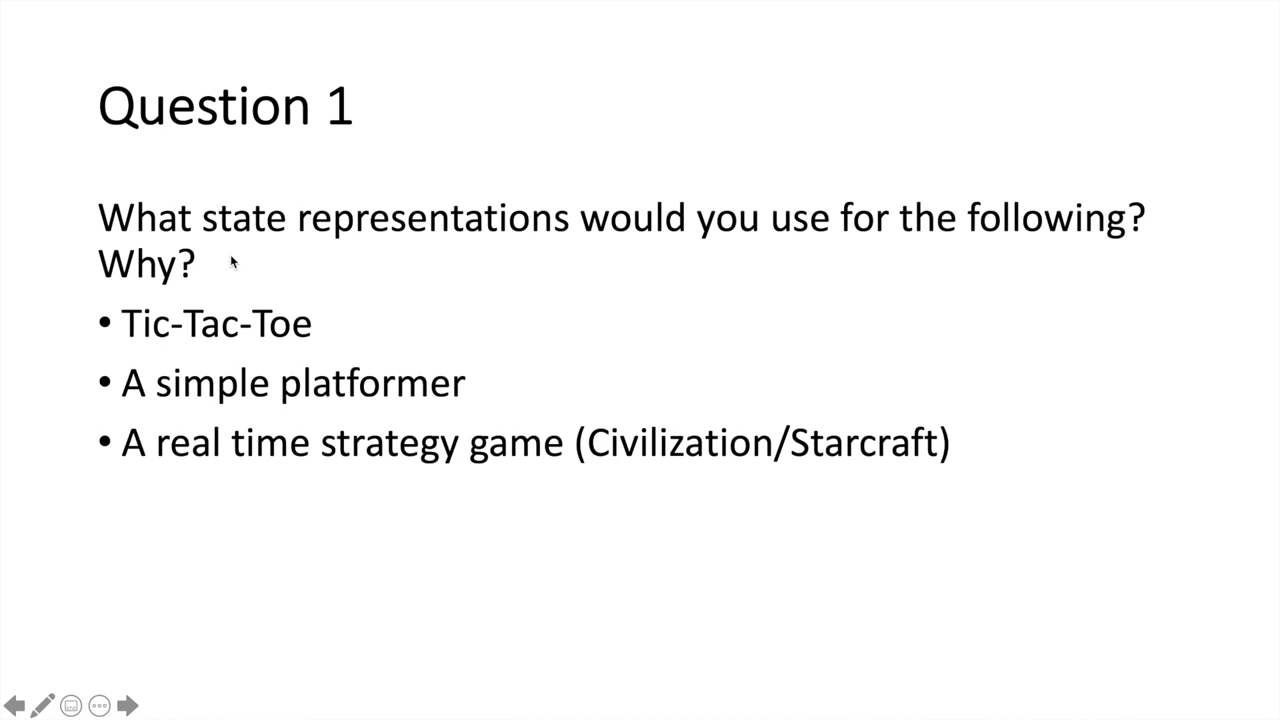 Question 1
What state representations would you use for the following?
Why?
• Tic-Tac-Toe
• A simple platformer
• A real time strategy game (Civilization/Starcraft)